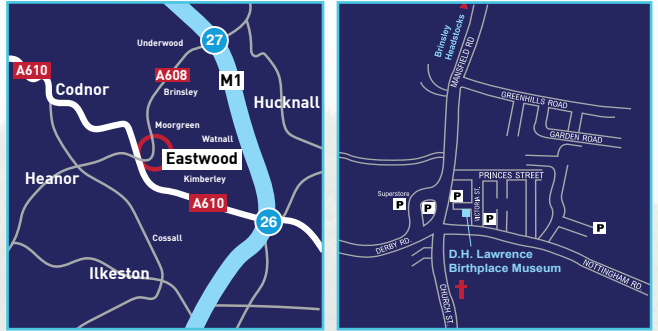 Underwood
27
A610
A608
M1
Codnor
Brinsley
Hucknall
Moorgreen
Watnall
Eastwood
Heanor
Kimberley
A610
26
Cossall
Ilkeston
Brinsley
Headstocks
MANSFIELD RD
GREENHILLS ROAD
GARDEN ROAD
PRINCES STREET
Superstore
P
P
P
VICTORIA ST.
P
P
DERBY RD.
D.H. Lawrence
Birthplace Museum
NOTTINGHAM RD
CHURCH ST.